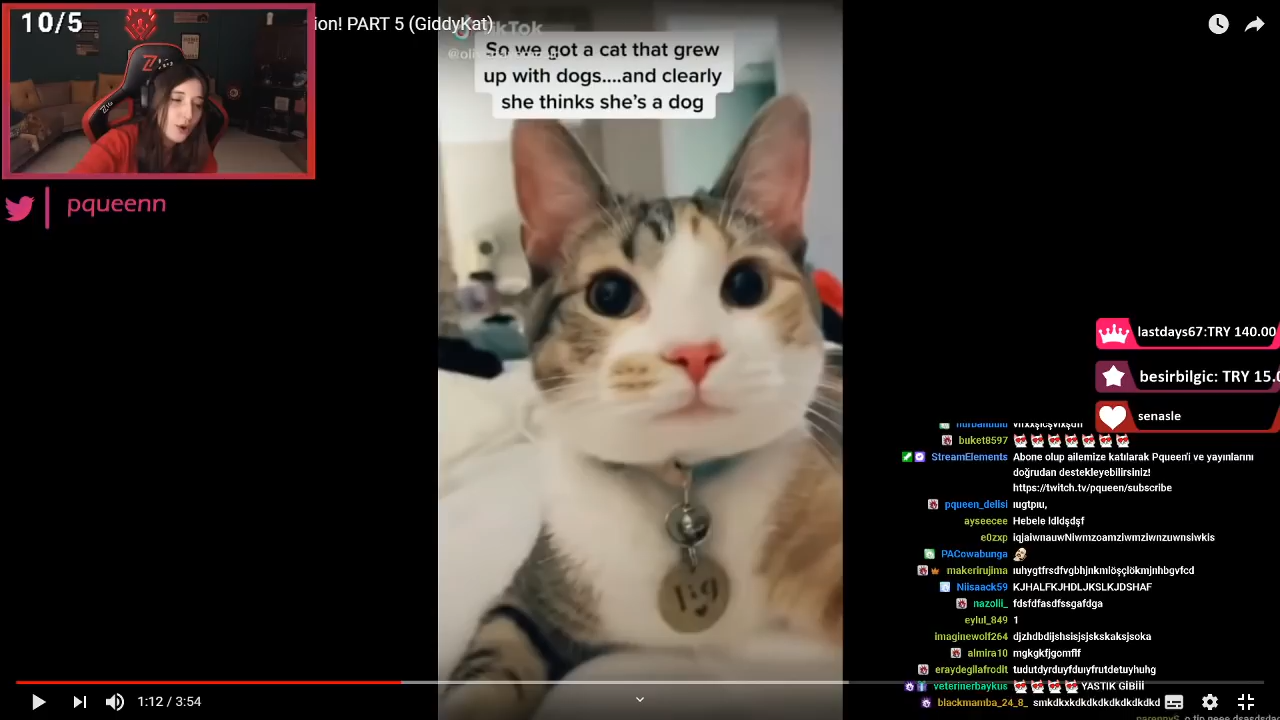 10/5
ion! PART 5 (GiddyKat)
TikTok
So we got a cat that grew
up with dogs....and clearly
she thinks she's a dog
pqueenn
lastdays67:TRY 140.00
besirbilgic: TRY 15.0
senasle
buket8597
StreamElements Abone olup ailemize katılarak Pqueen'i ve yayınlarını
doğrudan destekleyebilirsiniz!
https://twitch.tv/pqueen/subscribe
pqueen_delisi ıugtpıu,
ayseecee Hebele ldldşdşf
e0zxp iqjaiwnauwNiwmzoamziwmziwnzuwnsiwkls
PACowabunga
makerirujima ıuhygtfrsdfvgbhjnkmlöşçlökmjnhbgvfcd
Niisaack59 KJHALFKJHDLJKSLKJDSHAF
nazolli_ fdsfdfasdfssgafdga
eylul_849 1
imaginewolf264 djzhdbdijshsisjsjskskaksjsoka
almira10 mgkgkfjgomflf
eraydegilafrodit tudutdyrduyfduıyfrutdetuyhuhg
veterinerbaykus YASTIK GİBİİİ
blackmamba_24_8_ smkdkxkdkdkdkdkdkdkd
1:12 / 3:54